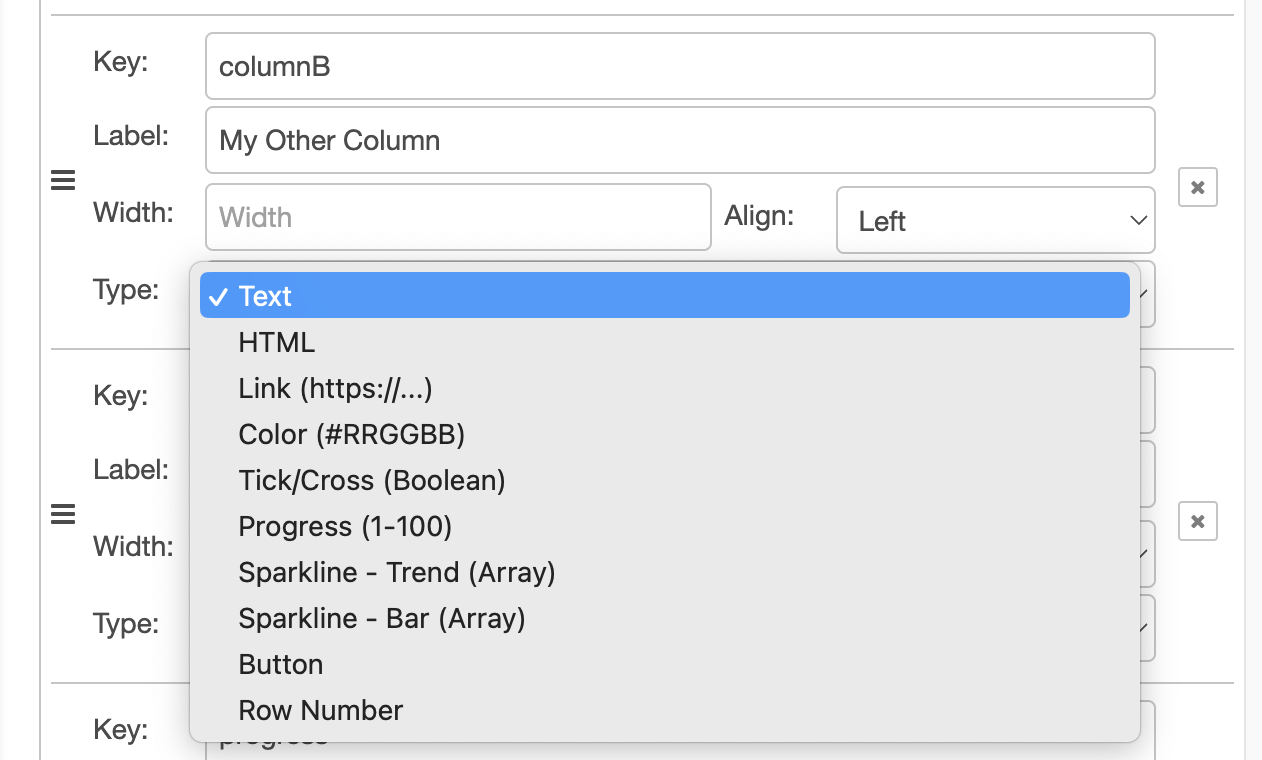 Key: columnB
Label: My Other Column
Width: Width Align: Left
Type: Text
HTML
Link (https://...)
Key:
Color (#RRGGBB)
Label:
Tick/Cross (Boolean)
Progress (1-100)
Width:
Sparkline - Trend (Array)
Sparkline - Bar (Array)
Type:
Button
Row Number
Key: progress